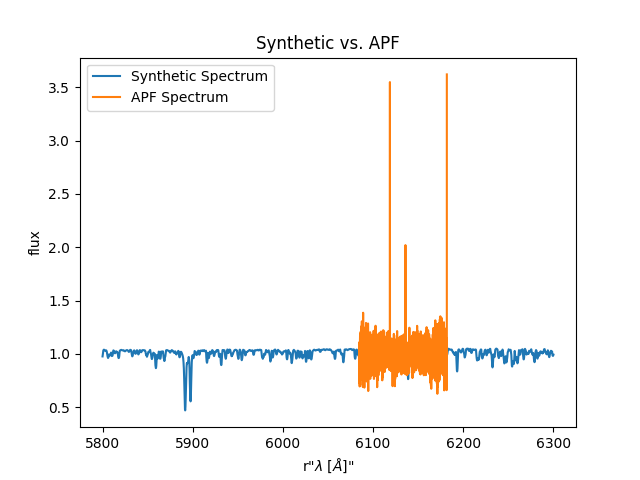 Synthetic vs. APF
Synthetic Spectrum
APF Spectrum
flux
3.5
3.0
2.5
2.0
1.5
1.0
0.5
5800 5900 6000 6100 6200 6300
r"λ [Å]"